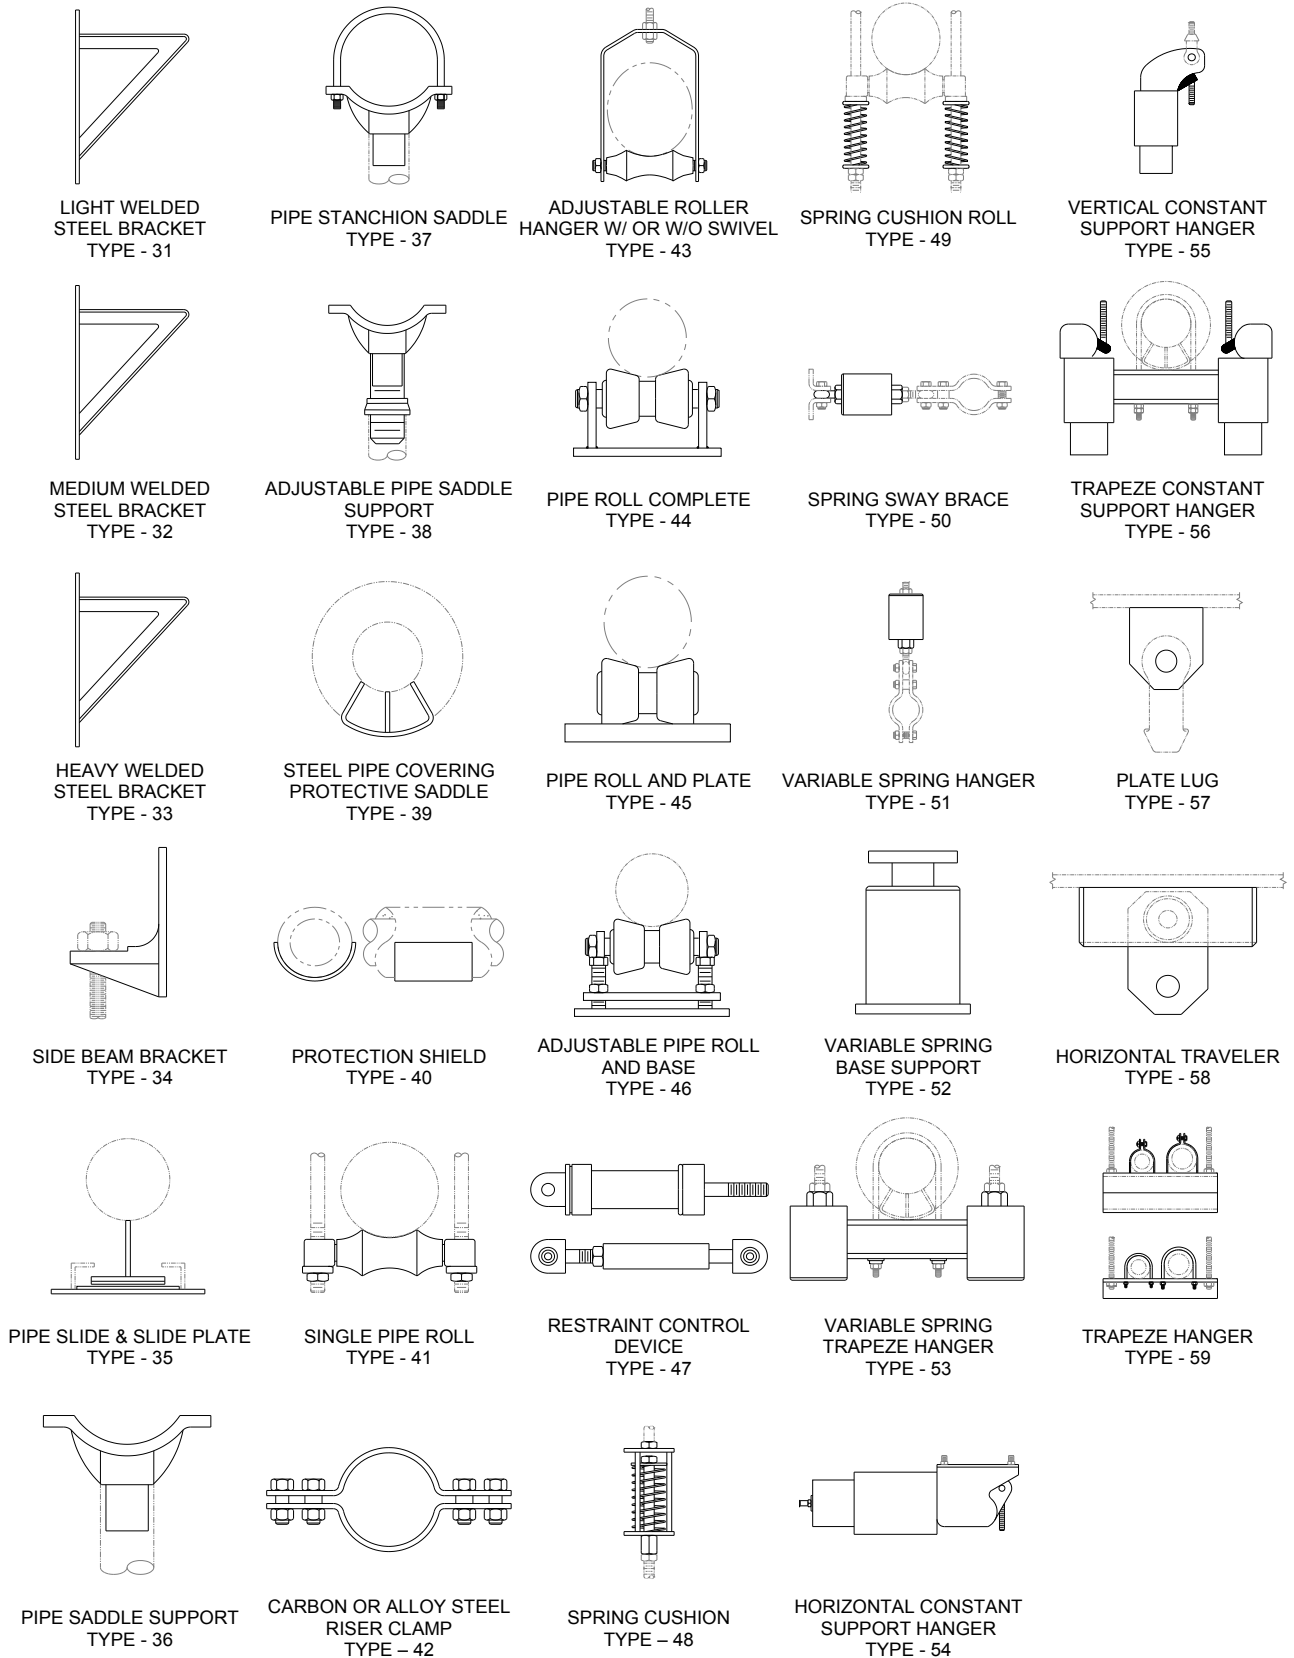 LIGHT WELDED
STEEL BRACKET
TYPE - 31
PIPE STANCHION SADDLE
TYPE - 37
ADJUSTABLE ROLLER
HANGER W/ OR W/O SWIVEL
TYPE - 43
SPRING CUSHION ROLL
TYPE - 49
VERTICAL CONSTANT
SUPPORT HANGER
TYPE - 55
MEDIUM WELDED
STEEL BRACKET
TYPE - 32
ADJUSTABLE PIPE SADDLE
SUPPORT
TYPE - 38
PIPE ROLL COMPLETE
TYPE - 44
SPRING SWAY BRACE
TYPE - 50
TRAPEZE CONSTANT
SUPPORT HANGER
TYPE - 56
HEAVY WELDED
STEEL BRACKET
TYPE - 33
STEEL PIPE COVERING
PROTECTIVE SADDLE
TYPE - 39
PIPE ROLL AND PLATE
TYPE - 45
VARIABLE SPRING HANGER
TYPE - 51
PLATE LUG
TYPE - 57
SIDE BEAM BRACKET
TYPE - 34
PROTECTION SHIELD
TYPE - 40
ADJUSTABLE PIPE ROLL
AND BASE
TYPE - 46
VARIABLE SPRING
BASE SUPPORT
TYPE - 52
HORIZONTAL TRAVELER
TYPE - 58
PIPE SLIDE & SLIDE PLATE
TYPE - 35
SINGLE PIPE ROLL
TYPE - 41
RESTRAINT CONTROL
DEVICE
TYPE - 47
VARIABLE SPRING
TRAPEZE HANGER
TYPE - 53
TRAPEZE HANGER
TYPE - 59
PIPE SADDLE SUPPORT
TYPE - 36
CARBON OR ALLOY STEEL
RISER CLAMP
TYPE – 42
SPRING CUSHION
TYPE – 48
HORIZONTAL CONSTANT
SUPPORT HANGER
TYPE - 54